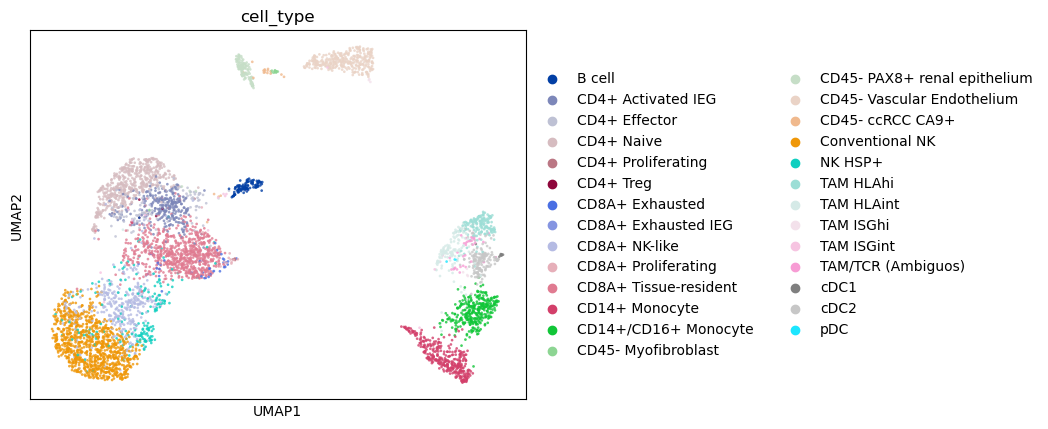 cell_type
UMAP2
UMAP1
B cell
CD4+ Activated IEG
CD4+ Effector
CD4+ Naive
CD4+ Proliferating
CD4+ Treg
CD8A+ Exhausted
CD8A+ Exhausted IEG
CD8A+ NK-like
CD8A+ Proliferating
CD8A+ Tissue-resident
CD14+ Monocyte
CD14+/CD16+ Monocyte
CD45- Myofibroblast
CD45- PAX8+ renal epithelium
CD45- Vascular Endothelium
CD45- ccRCC CA9+
Conventional NK
NK HSP+
TAM HLAhi
TAM HLAint
TAM ISGhi
TAM ISGint
TAM/TCR (Ambiguos)
cDC1
cDC2
pDC